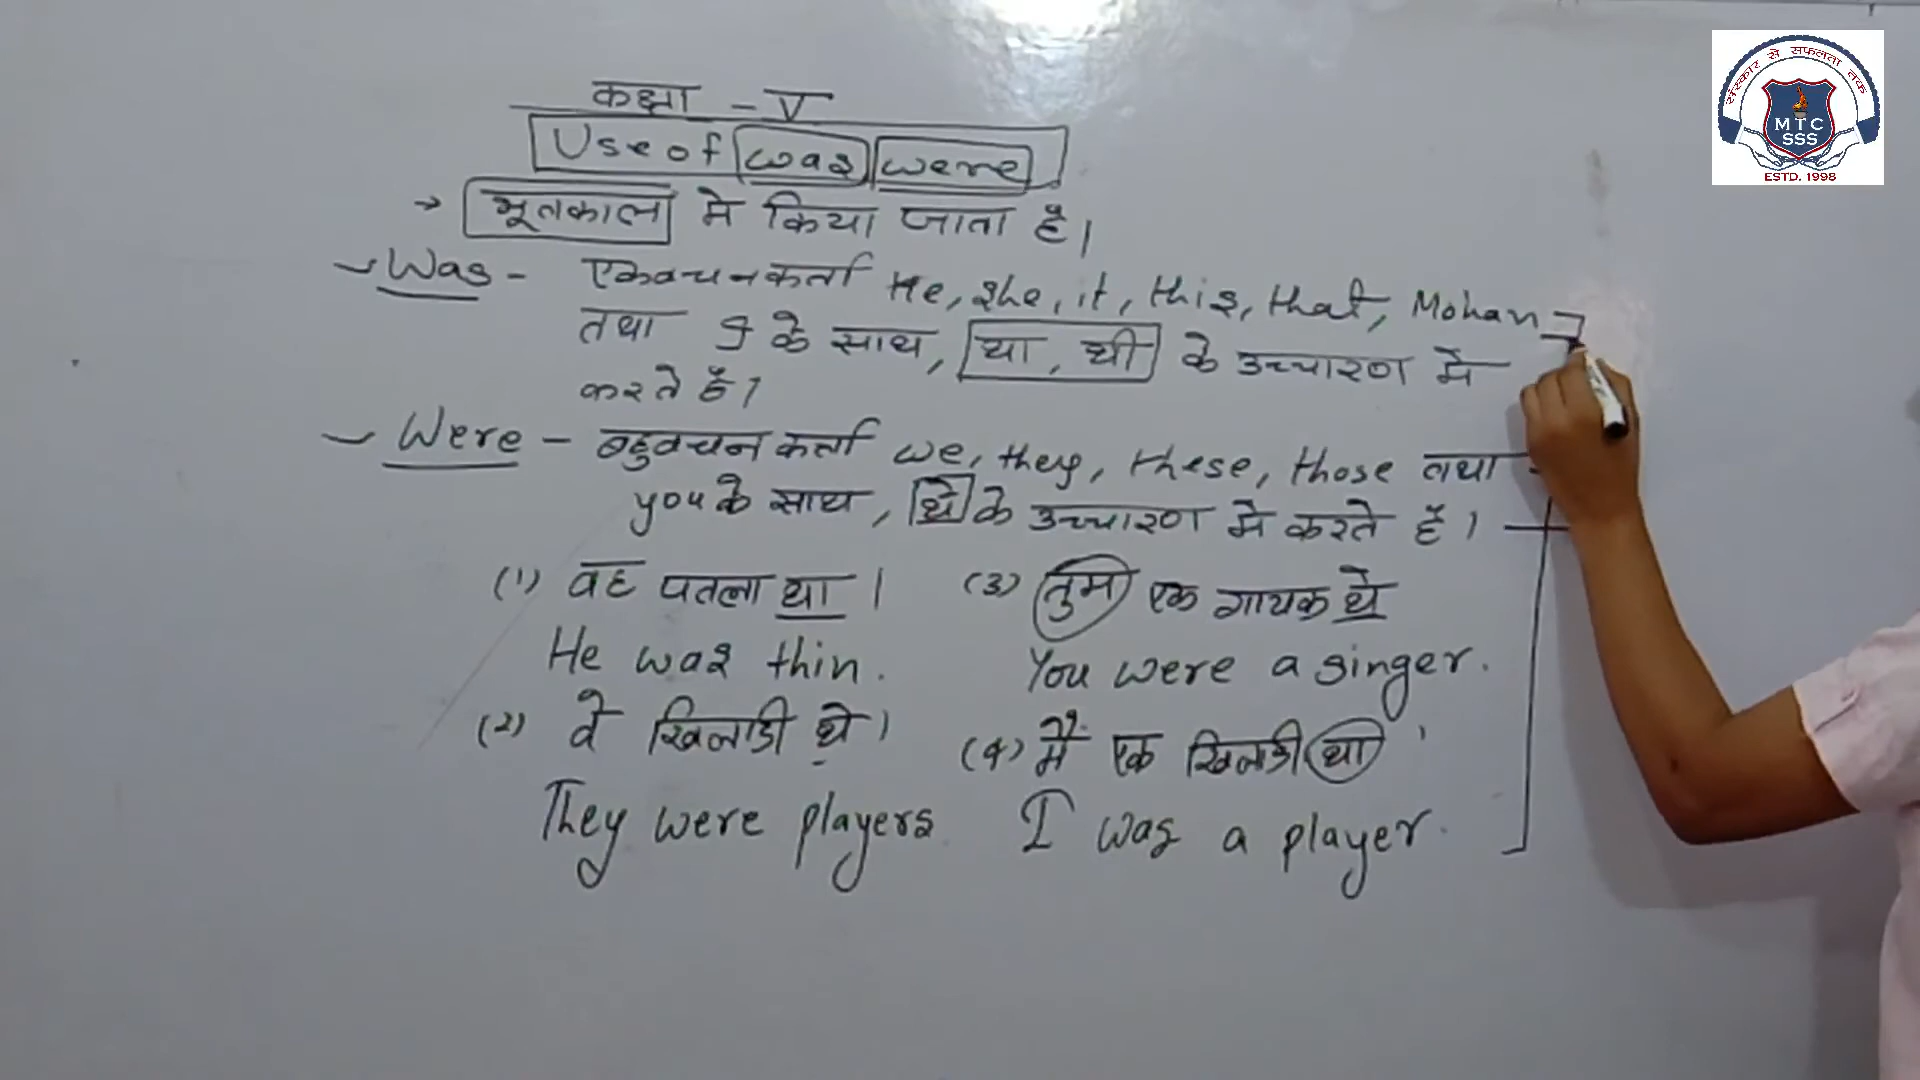 कक्षा - V
Use of was were
→ भूतकाल में किया जाता है।
Was - एकवचन कर्ता He, she, it, this, that, Mohan
तथा I के साथ, था, थी के उच्चारण में
करते हैं।
Were - बहुवचन कर्ता we, they, these, those तथा
you के साथ, थे के उच्चारण में करते हैं।
(1) वह पतला था।
He was thin.
(2) वे खिलाडी थे।
They were players
(3) तुम एक गायक थे
You were a singer.
(4) मैं एक खिलाडी था
I was a player.
संस्कार से सफलता तक
MTC
SSS
ESTD. 1998